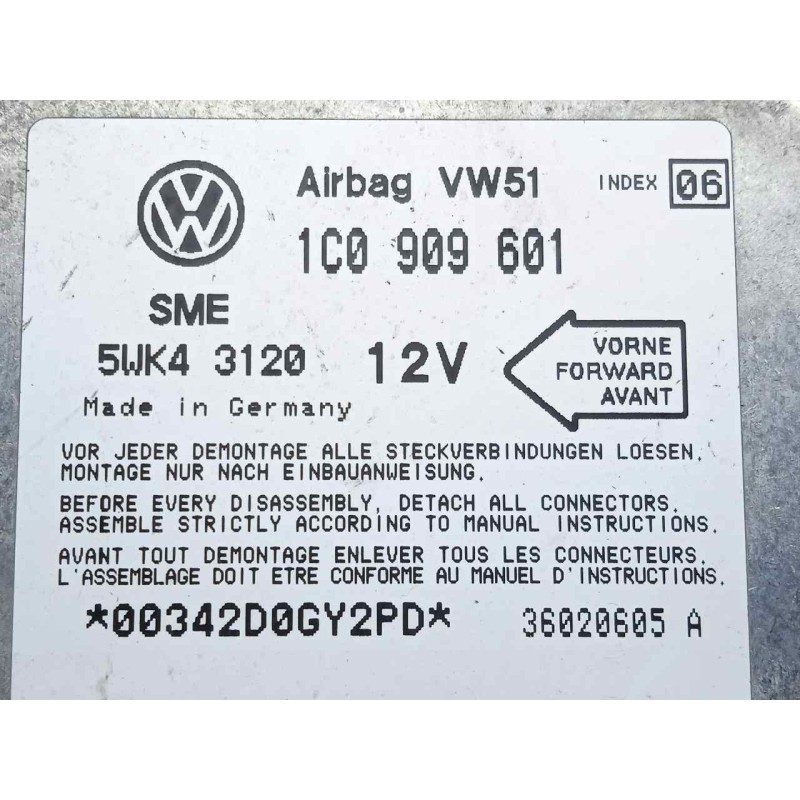 VW
Airbag VW51 INDEX 06
1C0 909 601
SME
5WK4 3120 12V
VORNE
FORWARD
AVANT
Made in Germany
VOR JEDER DEMONTAGE ALLE STECKVERBINDUNGEN LOESEN.
MONTAGE NUR NACH EINBAUANWEISUNG.
BEFORE EVERY DISASSEMBLY, DETACH ALL CONNECTORS.
ASSEMBLE STRICTLY ACCORDING TO MANUAL INSTRUCTIONS.
AVANT TOUT DEMONTAGE ENLEVER TOUS LES CONNECTEURS.
L'ASSEMBLAGE DOIT ETRE CONFORME AU MANUEL D'INSTRUCTIONS.
*00342D0GY2PD* 36020605 A